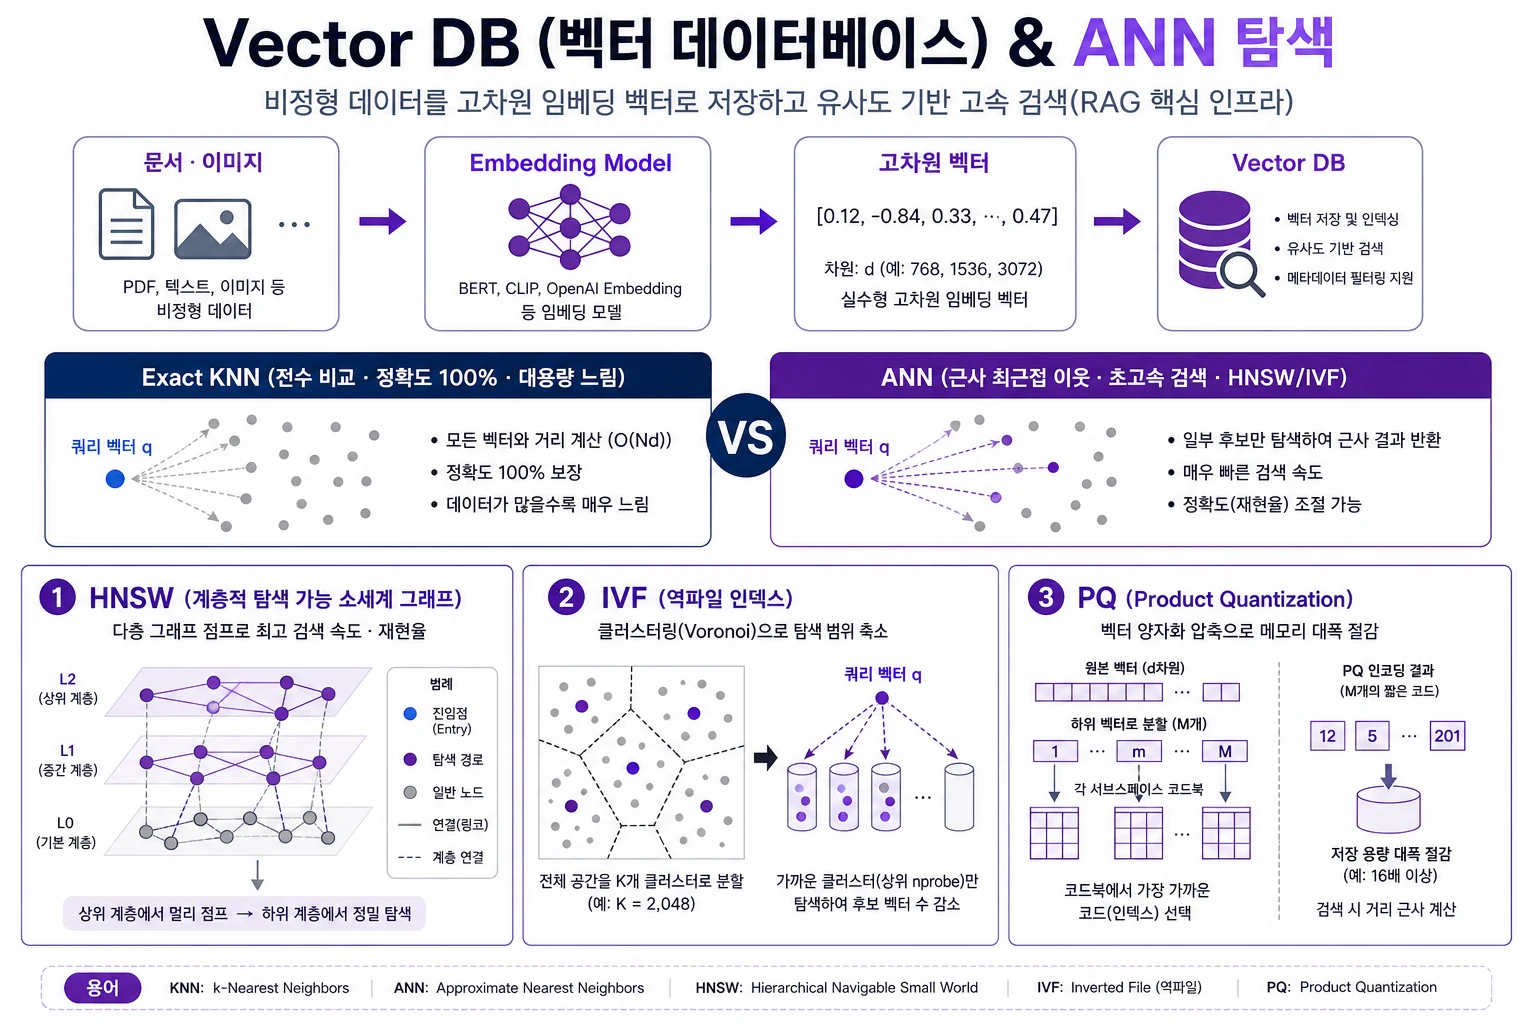 Vector DB (벡터 데이터베이스) & ANN 탐색
비정형 데이터를 고차원 임베딩 벡터로 저장하고 유사도 기반 고속 검색(RAG 핵심 인프라)
문서 · 이미지
...
PDF, 텍스트, 이미지 등
비정형 데이터
Embedding Model
BERT, CLIP, OpenAI Embedding
등 임베딩 모델
고차원 벡터
[0.12, -0.84, 0.33, ..., 0.47]
차원: d (예: 768, 1536, 3072)
실수형 고차원 임베딩 벡터
Vector DB
• 벡터 저장 및 인덱싱
• 유사도 기반 검색
• 메타데이터 필터링 지원
Exact KNN (전수 비교 · 정확도 100% · 대용량 느림)
쿼리 벡터 q
• 모든 벡터와 거리 계산 (O(Nd))
• 정확도 100% 보장
• 데이터가 많을수록 매우 느림
VS
ANN (근사 최근접 이웃 · 초고속 검색 · HNSW/IVF)
쿼리 벡터 q
• 일부 후보만 탐색하여 근사 결과 반환
• 매우 빠른 검색 속도
• 정확도(재현율) 조절 가능
1 HNSW (계층적 탐색 가능 소세계 그래프)
다층 그래프 점프로 최고 검색 속도 · 재현율
L2
(상위 계층)
L1
(중간 계층)
L0
(기본 계층)
범례
진입점
(Entry)
탐색 경로
일반 노드
연결(링코)
계층 연결
상위 계층에서 멀리 점프 → 하위 계층에서 정밀 탐색
2 IVF (역파일 인덱스)
클러스터링(Voronoi)으로 탐색 범위 축소
쿼리 벡터 q
...
전체 공간을 K개 클러스터로 분할
(예: K = 2,048)
가까운 클러스터(상위 nprobe)만
탐색하여 후보 벡터 수 감소
3 PQ (Product Quantization)
벡터 양자화 압축으로 메모리 대폭 절감
원본 벡터 (d차원)
...
하위 벡터로 분할 (M개)
1 ... m ... M
각 서브스페이스 코드북
...
코드북에서 가장 가까운
코드(인덱스) 선택
PQ 인코딩 결과
(M개의 짧은 코드)
12 5 ... 201
저장 용량 대폭 절감
(예: 16배 이상)
검색 시 거리 근사 계산
용어
KNN: k-Nearest Neighbors
ANN: Approximate Nearest Neighbors
HNSW: Hierarchical Navigable Small World
IVF: Inverted File (역파일)
PQ: Product Quantization